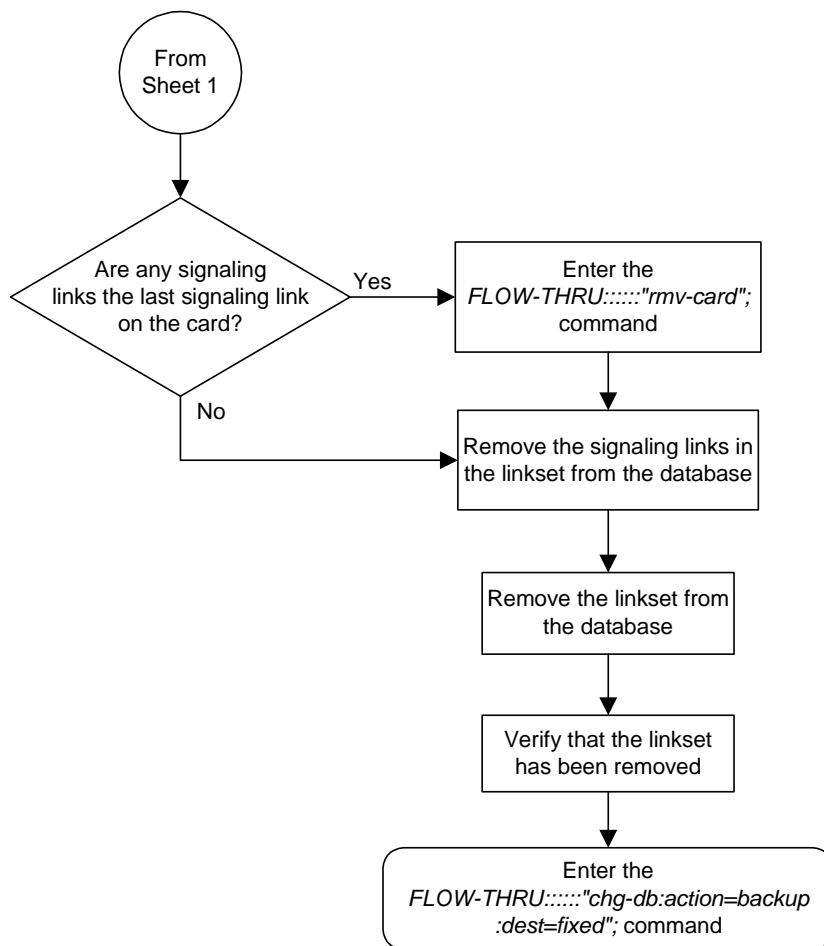 From
Sheet 1
Are any signaling
links the last signaling link
on the card?
Yes
Enter the
FLOW-THRU::::::"rmv-card";
command
No
Remove the signaling links in
the linkset from the database
Remove the linkset from
the database
Verify that the linkset
has been removed
Enter the
FLOW-THRU::::::"chg-db:action=backup
:dest=fixed"; command